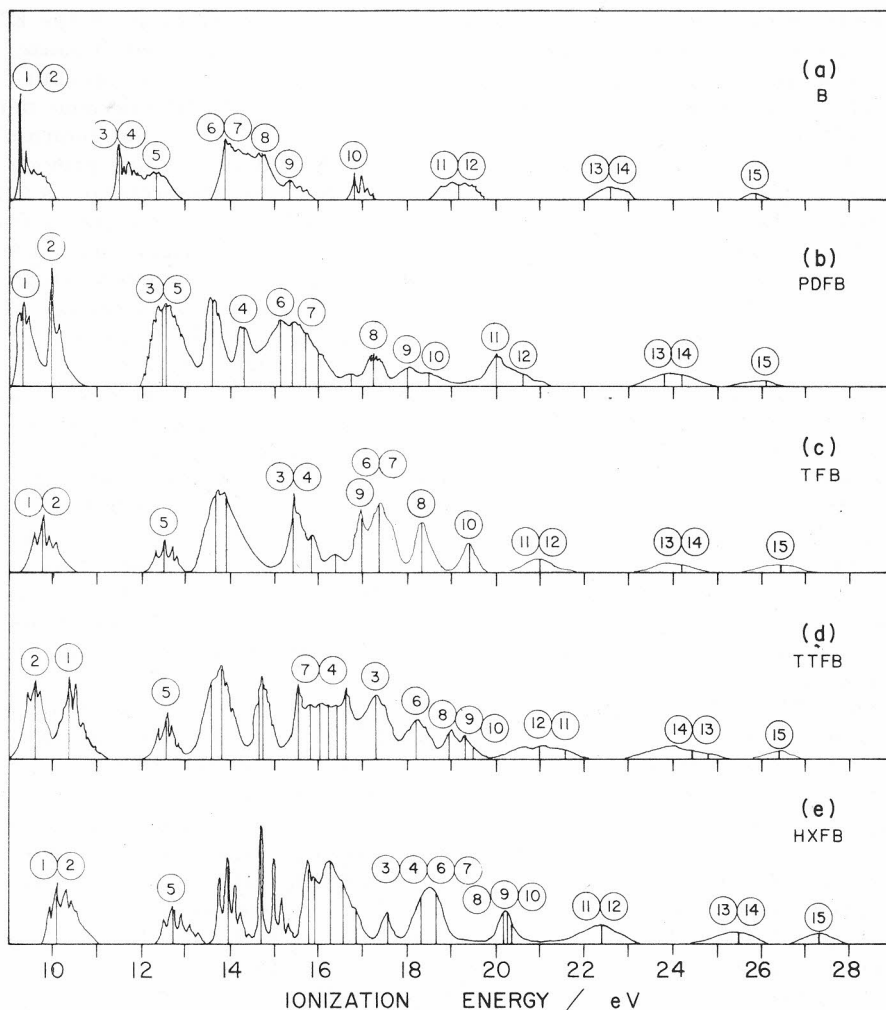 ① ② ③ ④ ⑤ ⑥ ⑦ ⑧ ⑨ ⑩ ⑪ ⑫ ⑬ ⑭ ⑮
(a)
B
① ② ③ ⑤ ④ ⑥ ⑦ ⑧ ⑨ ⑩ ⑪ ⑫ ⑬ ⑭ ⑮
(b)
PDFB
① ② ⑤ ③ ④ ⑨ ⑥ ⑦ ⑧ ⑩ ⑪ ⑫ ⑬ ⑭ ⑮
(c)
TFB
② ① ⑤ ⑦ ④ ③ ⑥ ⑧ ⑨ ⑩ ⑫ ⑪ ⑭ ⑬ ⑮
(d)
TTFB
① ② ⑤ ③ ④ ⑥ ⑦ ⑧ ⑨ ⑩ ⑪ ⑫ ⑬ ⑭ ⑮
(e)
HXFB
10 12 14 16 18 20 22 24 26 28
IONIZATION ENERGY / eV